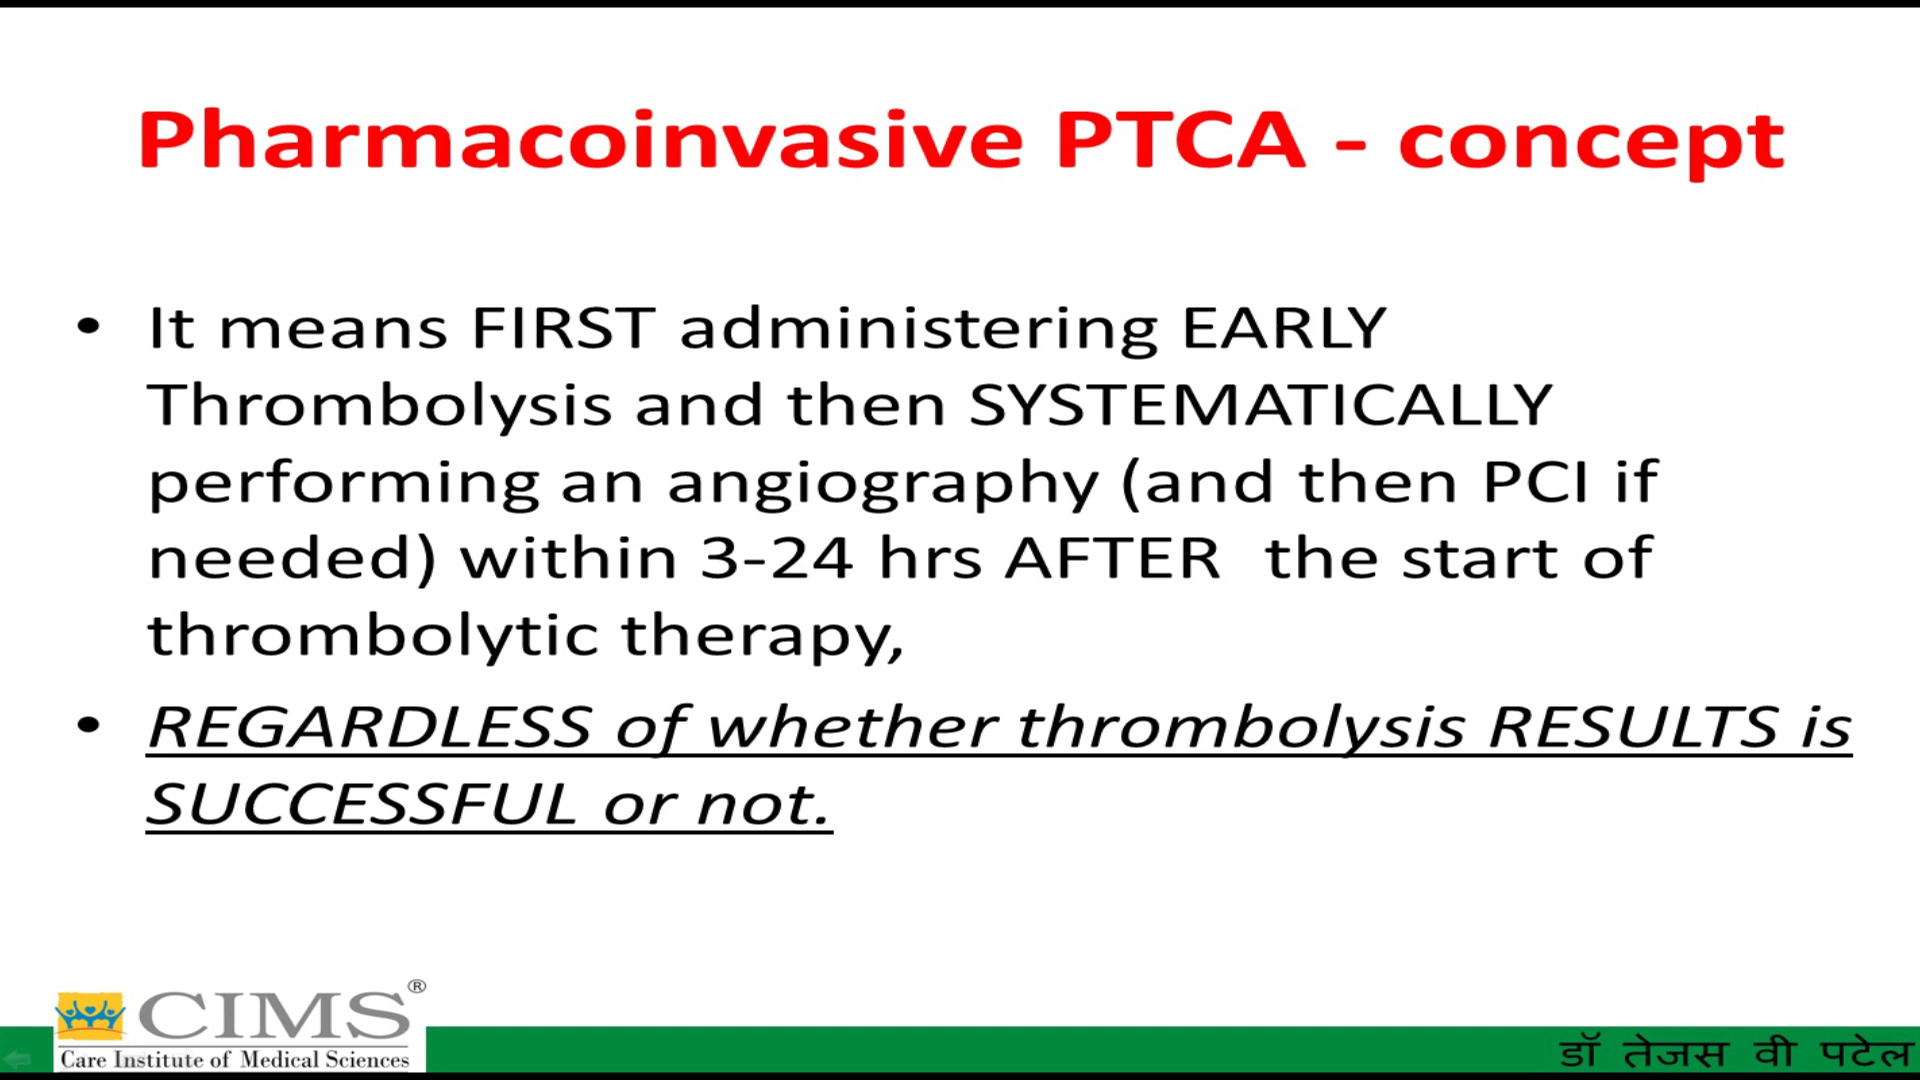 Pharmacoinvasive PTCA - concept
• It means FIRST administering EARLY
Thrombolysis and then SYSTEMATICALLY
performing an angiography (and then PCI if
needed) within 3-24 hrs AFTER  the start of
thrombolytic therapy,
• REGARDLESS of whether thrombolysis RESULTS is
SUCCESSFUL or not.
CIMS®
Care Institute of Medical Sciences
डॉ तेजस वी पटेल